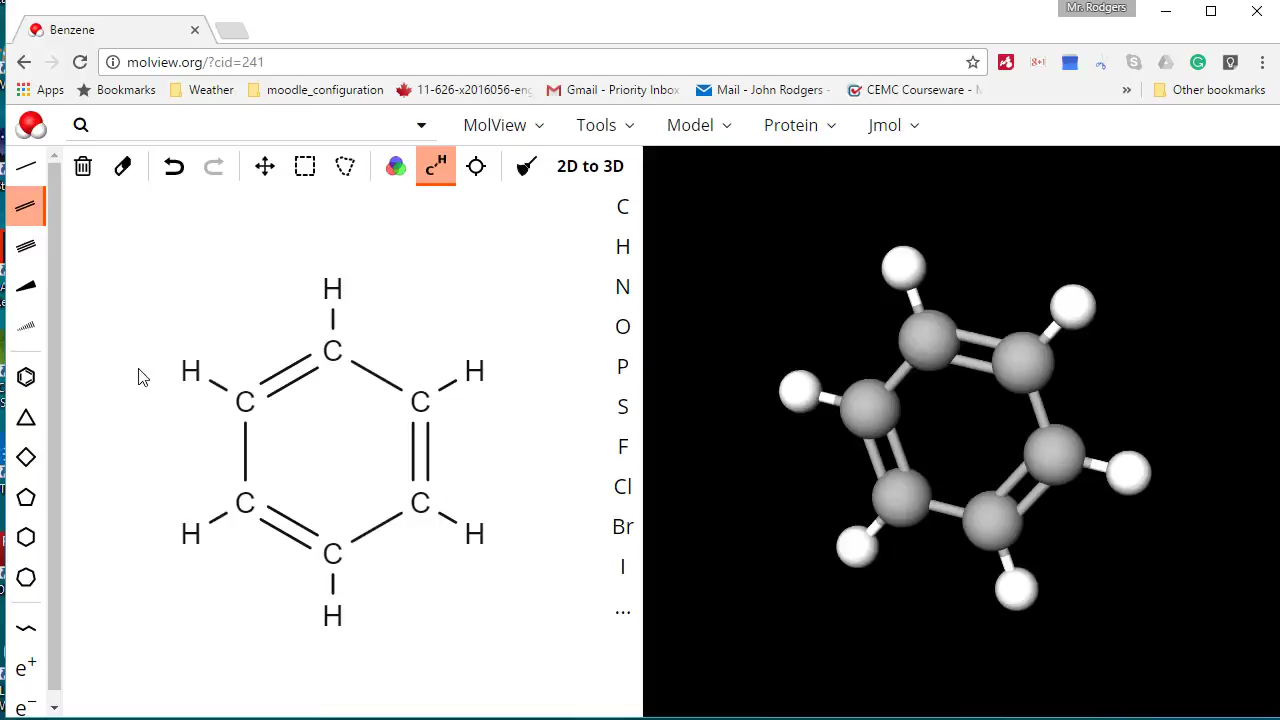 Mr. Rodgers
Benzene
molview.org/?cid=241
Apps Bookmarks Weather moodle_configuration 11-626-x2016056-eng Gmail - Priority Inbox Mail - John Rodgers - CEMC Courseware - M » Other bookmarks
MolView Tools Model Protein Jmol
C H 2D to 3D
C
H
N
O
P
S
F
Cl
Br
I
...
H
C
H H
C C
C C
H H
C
H
e+
e−